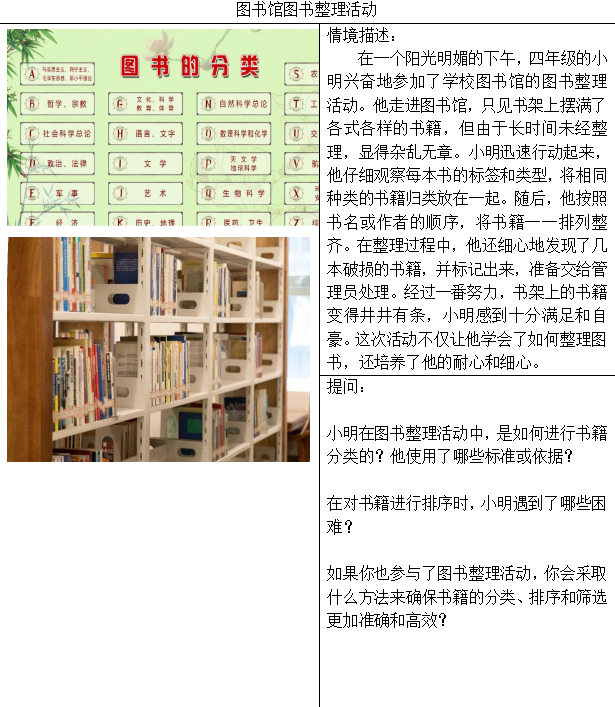 图书馆图书整理活动
图书的分类
A 马克思主义、列宁主义、
毛泽东思想、邓小平理论
S 农
B 哲学、宗教
G 文化、科学
教育、体育
N 自然科学总论
T 工
C 社会科学总论
H 语言、文字
O 数理科学和化学
U 交
D 政治、法律
I 文学
P 天文学
地球科学
V 航
E 军事
J 艺术
Q 生物科学
X
F 经济
K 历史、地理
R 医药、卫生
Z 综
情境描述：
在一个阳光明媚的下午，四年级的小
明兴奋地参加了学校图书馆的图书整理
活动。他走进图书馆，只见书架上摆满了
各式各样的书籍，但由于长时间未经整
理，显得杂乱无章。小明迅速行动起来，
他仔细观察每本书的标签和类型，将相同
种类的书籍归类放在一起。随后，他按照
书名或作者的顺序，将书籍一一排列整
齐。在整理过程中，他还细心地发现了几
本破损的书籍，并标记出来，准备交给管
理员处理。经过一番努力，书架上的书籍
变得井井有条，小明感到十分满足和自
豪。这次活动不仅让他学会了如何整理图
书，还培养了他的耐心和细心。
提问：
小明在图书整理活动中，是如何进行书籍
分类的？他使用了哪些标准或依据？
在对书籍进行排序时，小明遇到了哪些困
难？
如果你也参与了图书整理活动，你会采取
什么方法来确保书籍的分类、排序和筛选
更加准确和高效？